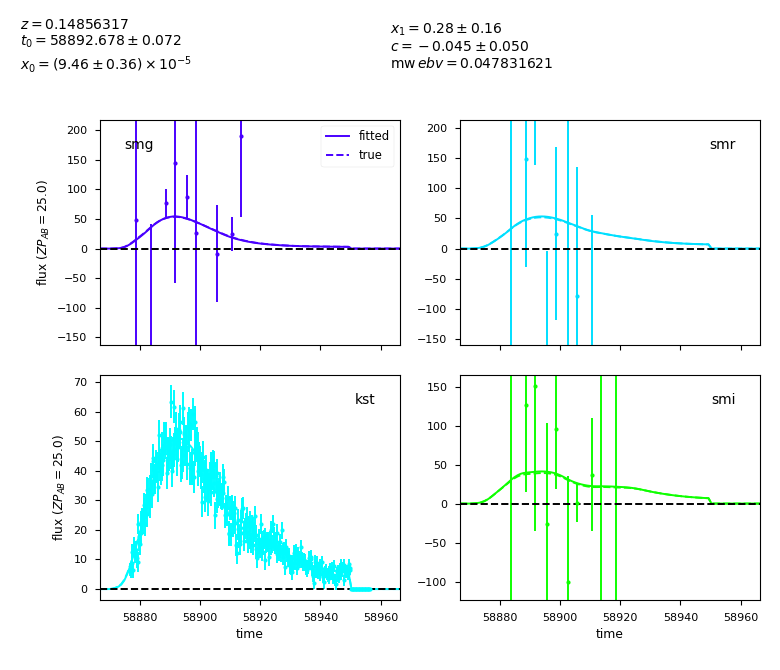 z = 0.14856317
t₀ = 58892.678 ± 0.072
x₀ = (9.46 ± 0.36) × 10⁻⁵
x₁ = 0.28 ± 0.16
c = −0.045 ± 0.050
mw ebv = 0.047831621
smg
fitted
true
200
150
100
50
0
−50
−100
−150
flux (ZP_AB = 25.0)
smr
200
150
100
50
0
−50
−100
−150
kst
70
60
50
40
30
20
10
0
flux (ZP_AB = 25.0)
58880 58900 58920 58940 58960
time
smi
150
100
50
0
−50
−100
58880 58900 58920 58940 58960
time